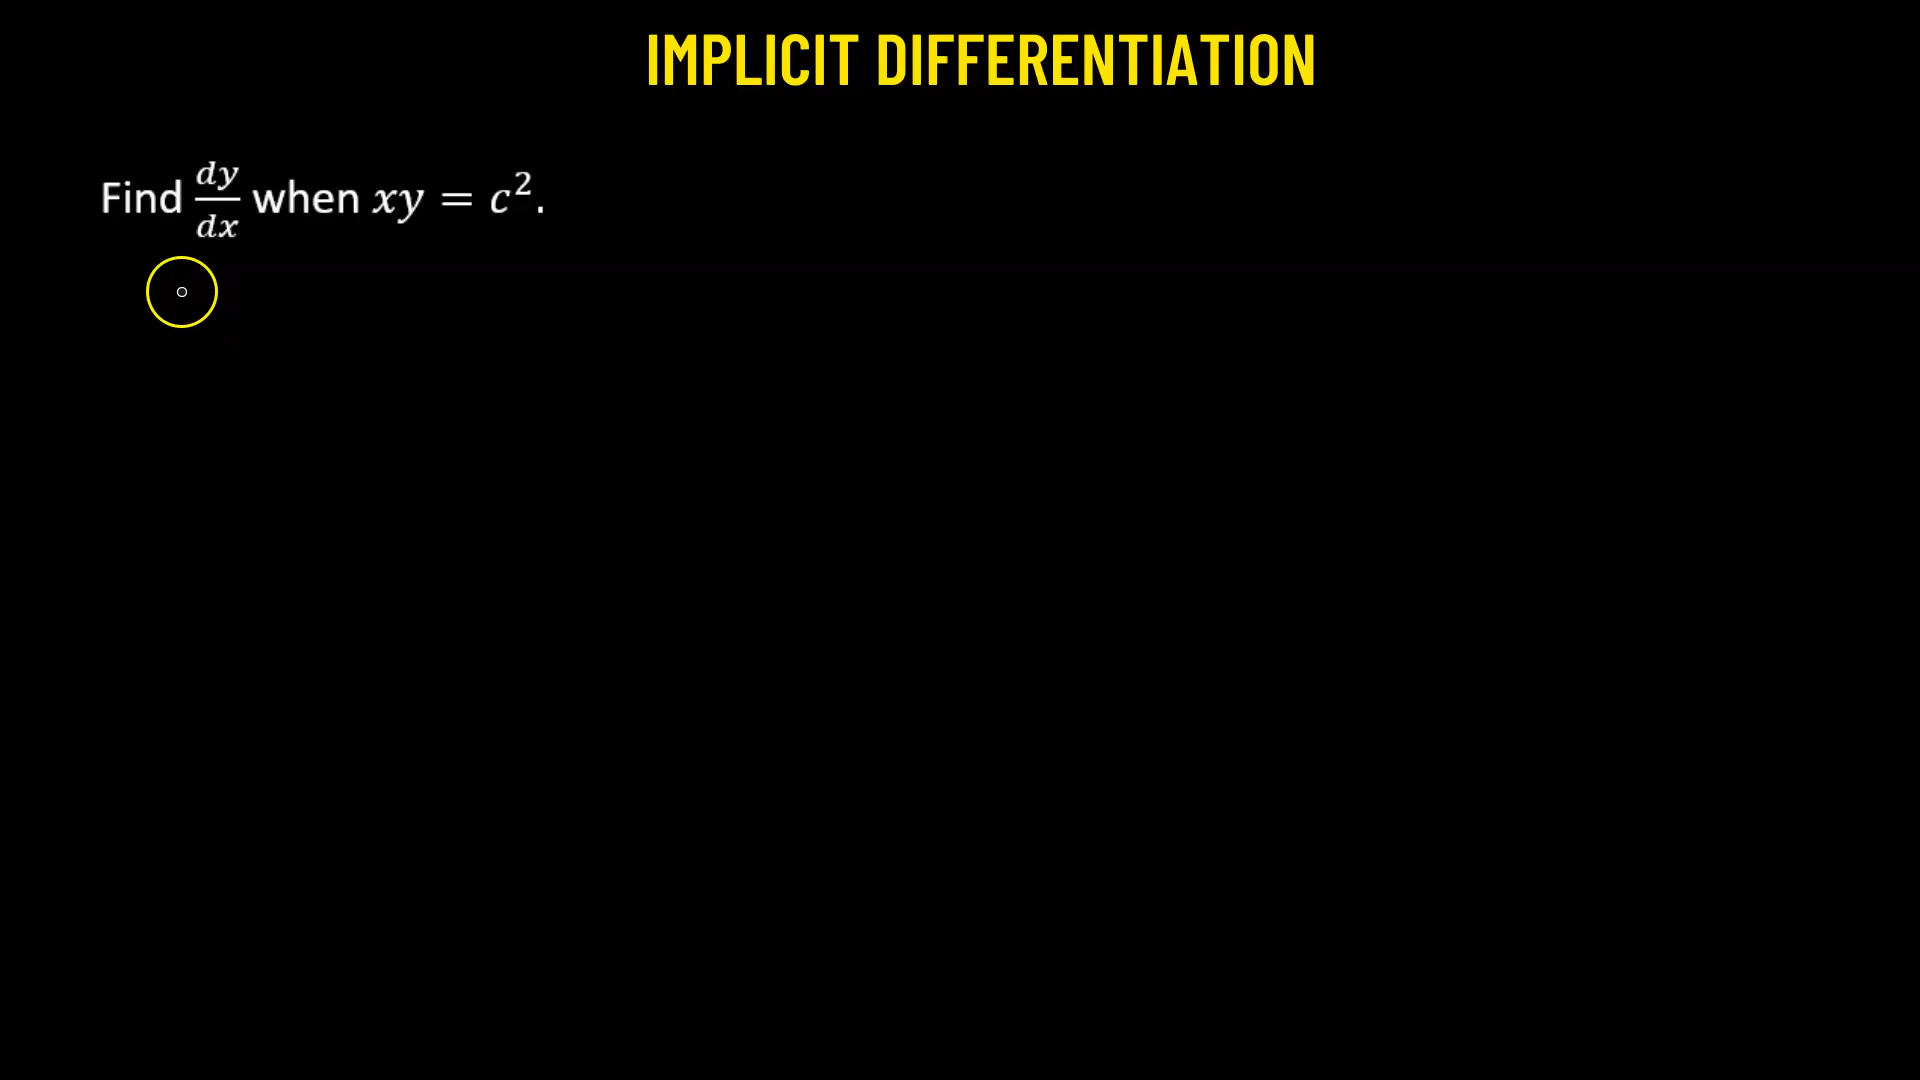 IMPLICIT DIFFERENTIATION
Find dy/dx when xy = c².